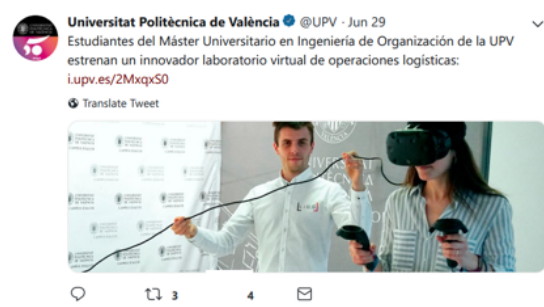 Universitat Politècnica de València @UPV · Jun 29
Estudiantes del Máster Universitario en Ingeniería de Organización de la UPV
estrenan un innovador laboratorio virtual de operaciones logísticas:
i.upv.es/2MxqxS0
Translate Tweet
3
4